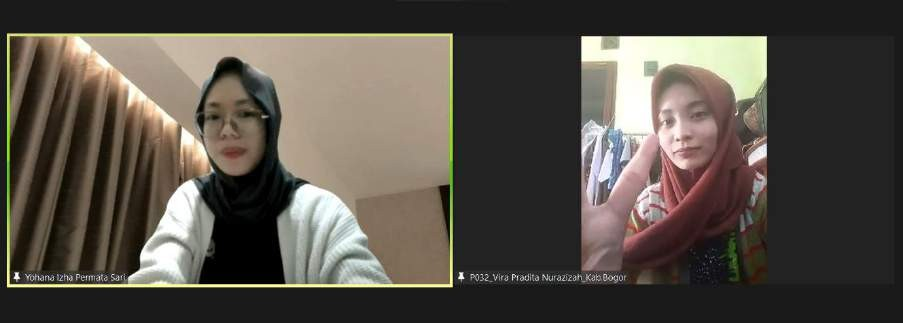 Yohana Izha Permata Sari
P032_Vira Pradita Nurazizah_Kab.Bogor